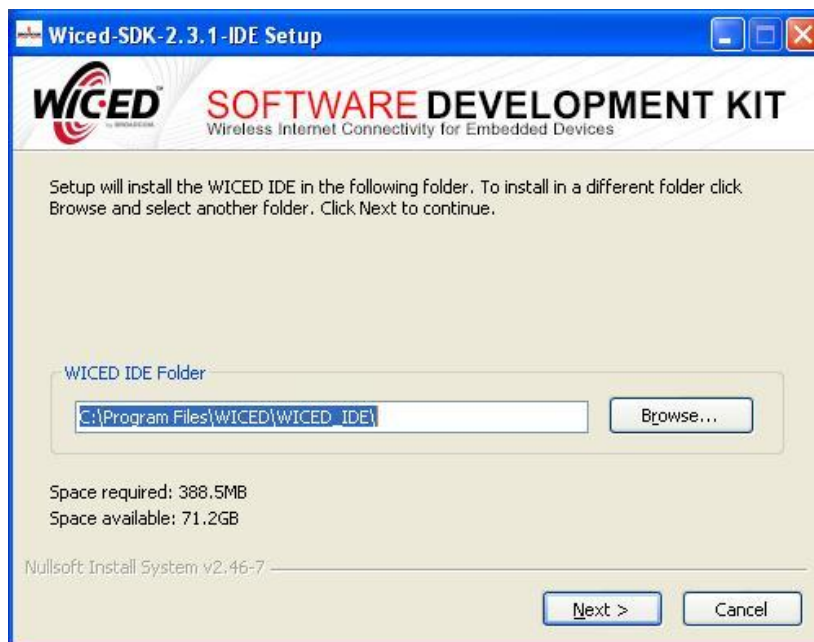 Wiced-SDK-2.3.1-IDE Setup
WICED™
SOFTWARE DEVELOPMENT KIT
Wireless Internet Connectivity for Embedded Devices
Setup will install the WICED IDE in the following folder. To install in a different folder click
Browse and select another folder. Click Next to continue.
WICED IDE Folder
C:\Program Files\WICED\WICED_IDE\
Browse...
Space required: 388.5MB
Space available: 71.2GB
Nullsoft Install System v2.46-7
Next >
Cancel